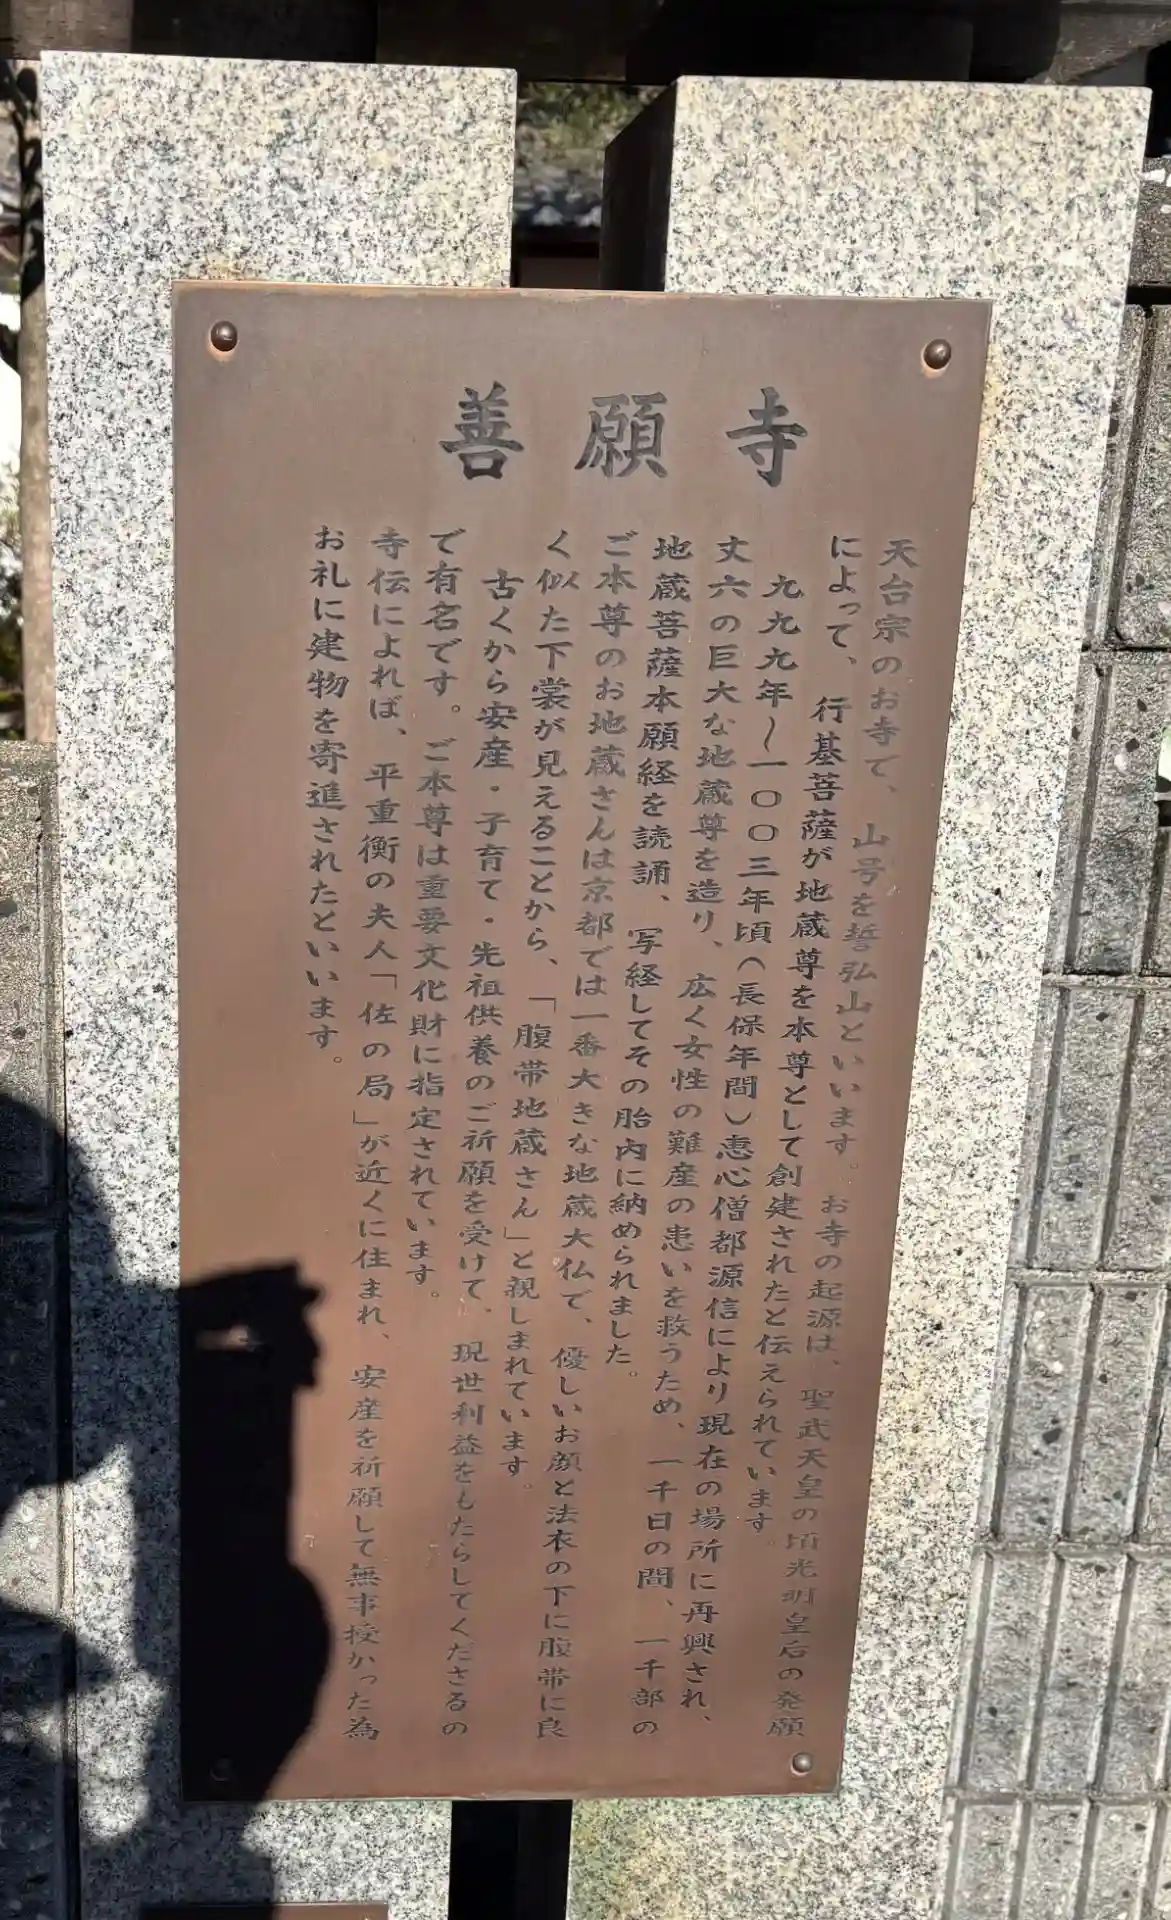 善願寺
天台宗のお寺で、山号を誓弘山といいます。お寺の起源は、聖武天皇の頃光明皇后の発願
によって、行基菩薩が地蔵尊を本尊として創建されたと伝えられています。
九九九年～一〇〇三年頃(長保年間)恵心僧都源信により現在の場所に再興され、
丈六の巨大な地蔵尊を造り、広く女性の難産の患いを救うため、一千日の間、一千部の
地蔵菩薩本願経を読誦、写経してその胎内に納められました。
ご本尊のお地蔵さんは京都では一番大きな地蔵大仏で、優しいお顔と法衣の下に腹帯に良
く似た下裳が見えることから、「腹帯地蔵さん」と親しまれています。
古くから安産・子育て・先祖供養のご祈願を受けて、現世利益をもたらしてくださるの
で有名です。ご本尊は重要文化財に指定されています。
寺伝によれば、平重衡の夫人「佐の局」が近くに住まれ、安産を祈願して無事授かった為
お礼に建物を寄進されたといいます。